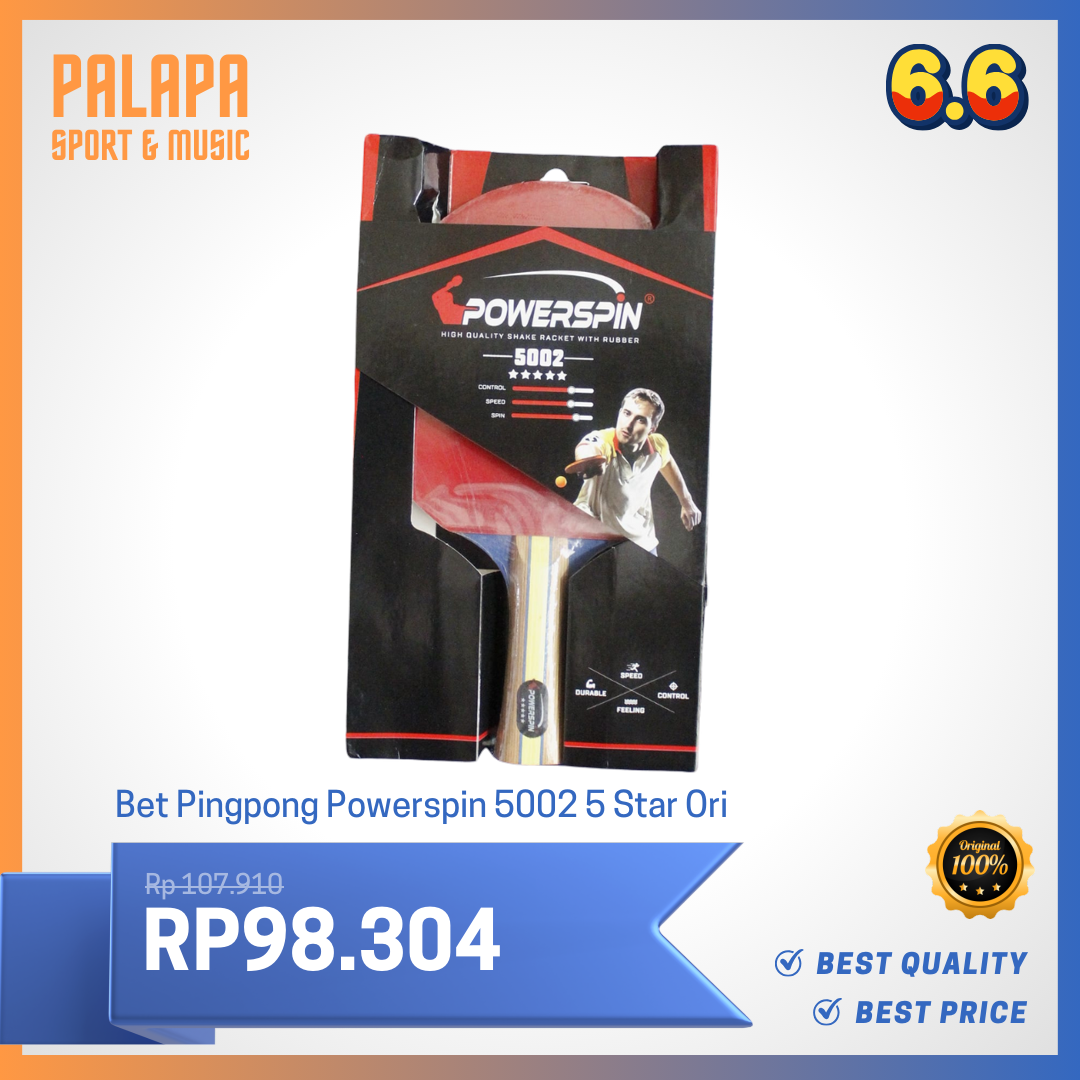 PALAPA
SPORT & MUSIC
6.6
POWERSPIN®
HIGH QUALITY SHAKE RACKET WITH RUBBER
5002
CONTROL
SPEED
SPIN
SPEED
DURABLE
CONTROL
FEELING
POWERSPIN
Bet Pingpong Powerspin 5002 5 Star Ori
Rp 107.910
RP98.304
Original
100%
BEST QUALITY
BEST PRICE